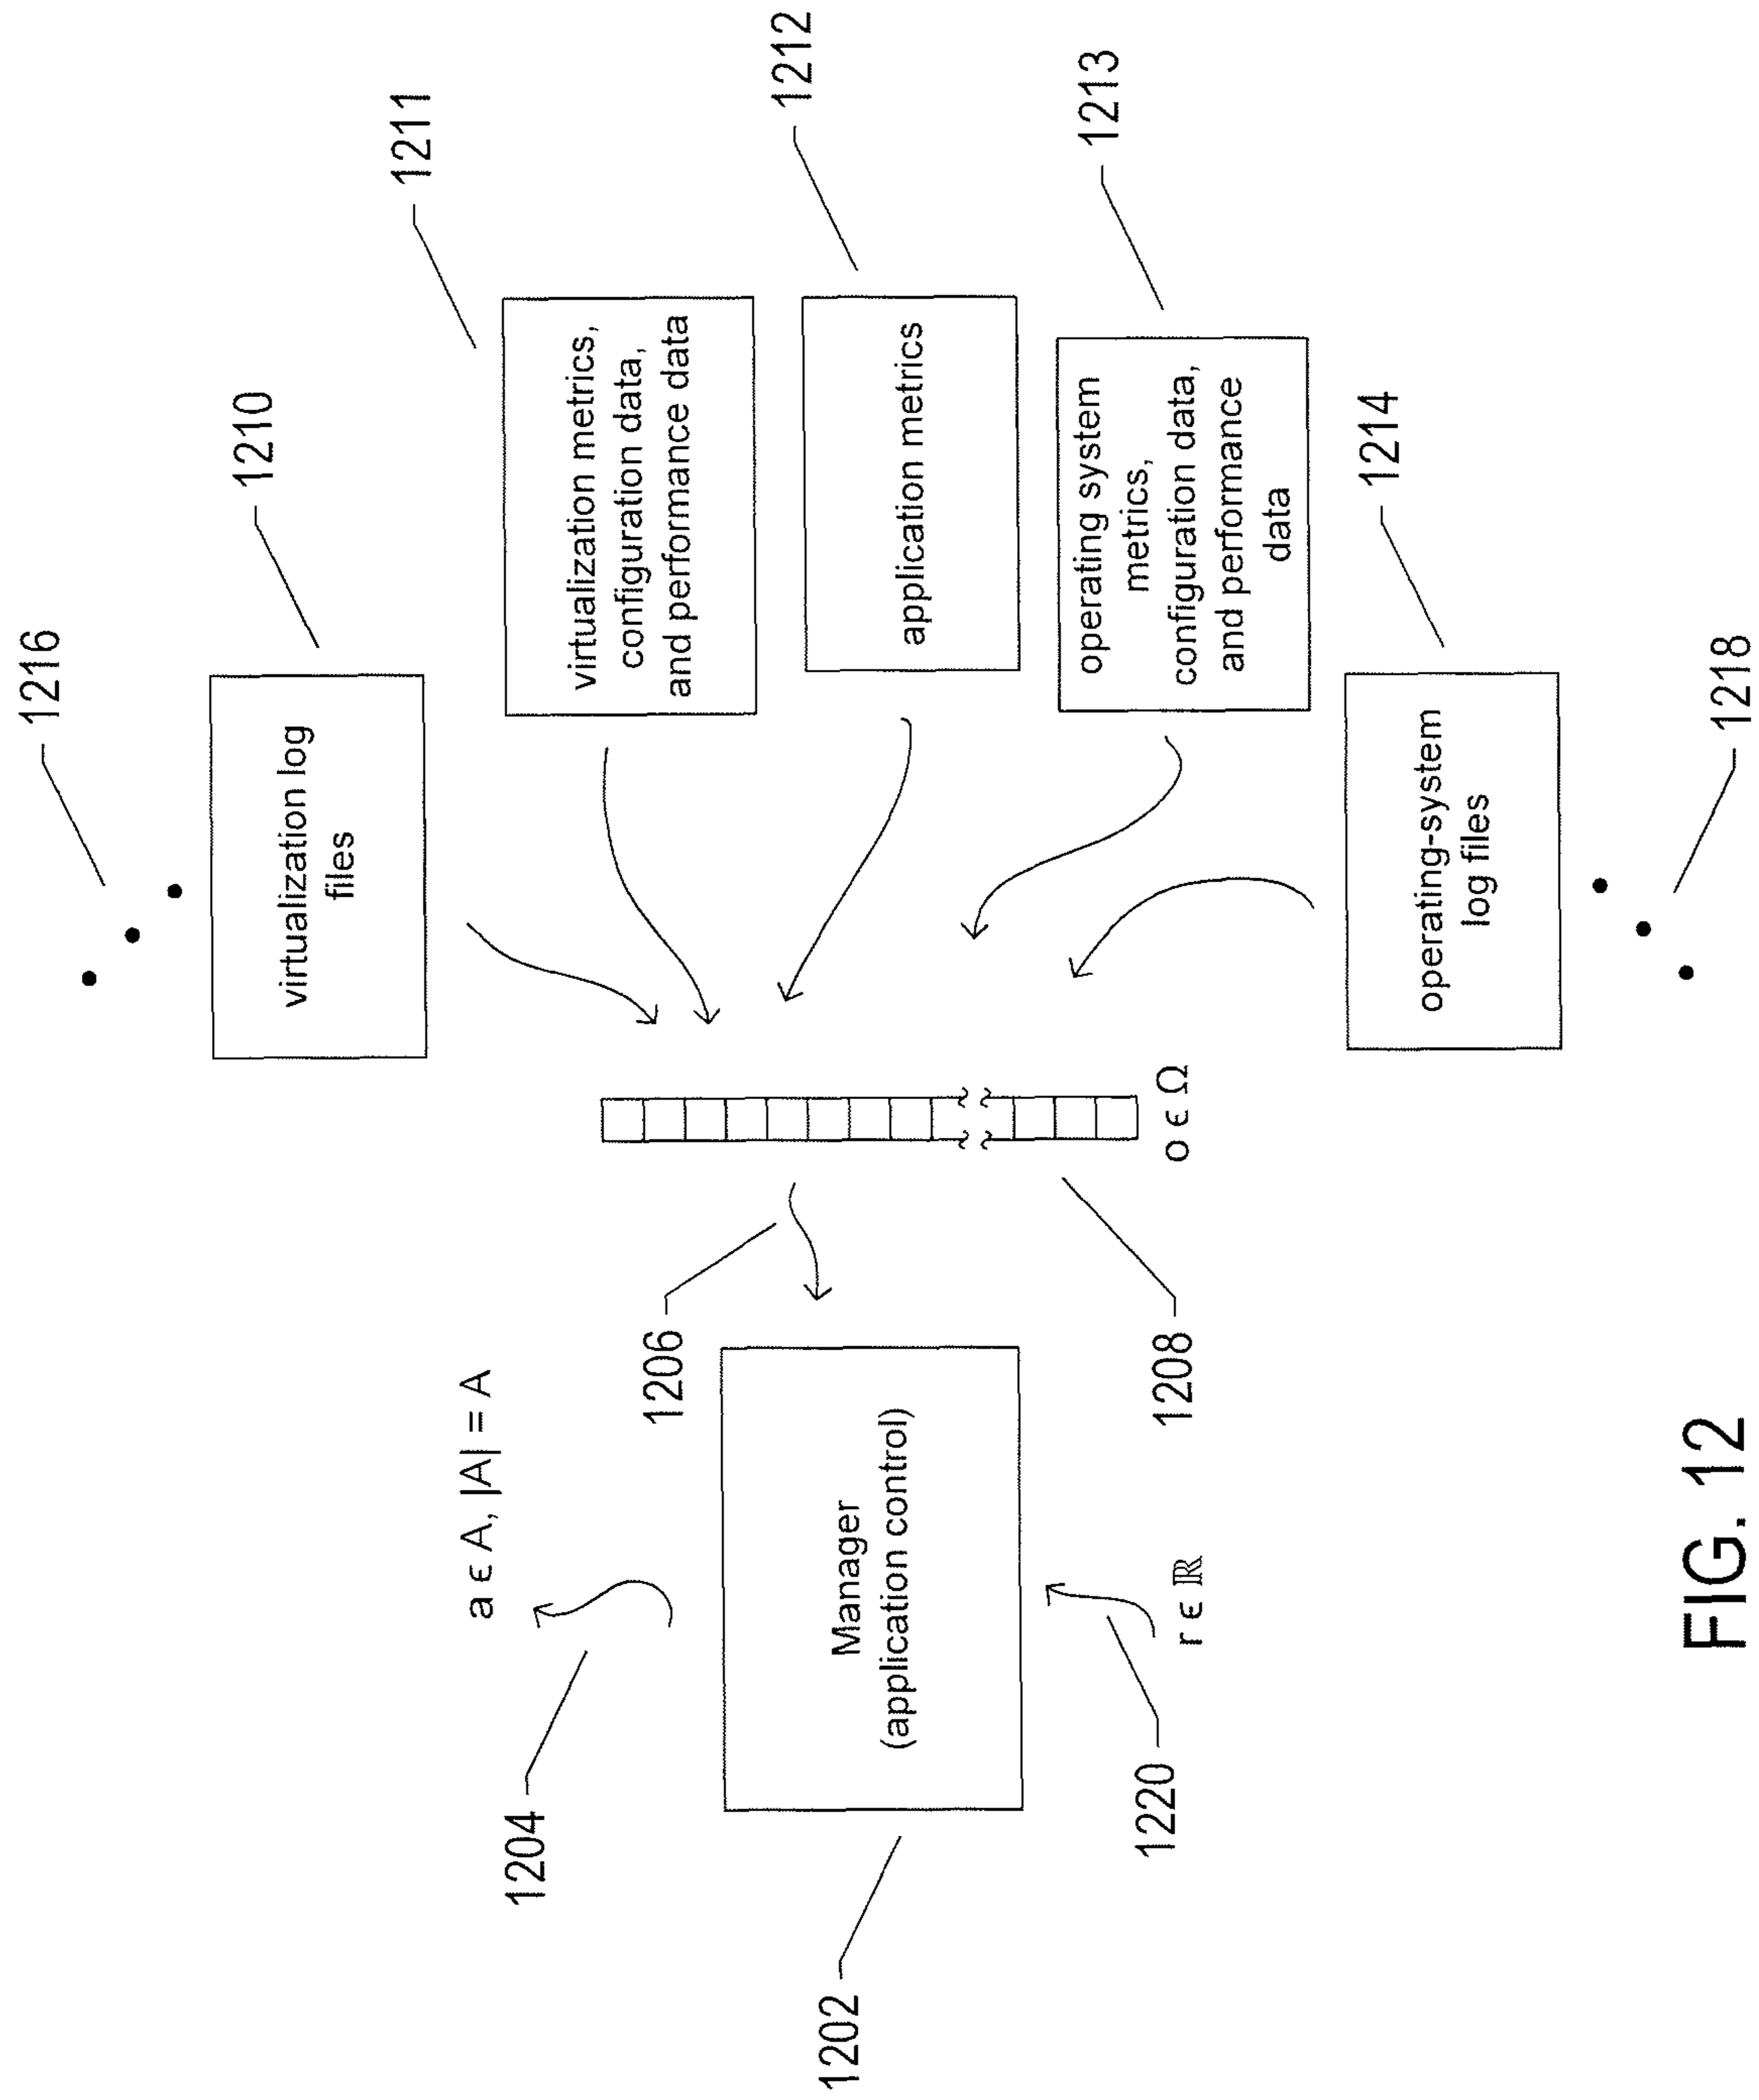 1216
1210
virtualization log
files
1211
virtualization metrics,
configuration data,
and performance data
1212
application metrics
1213
operating system
metrics,
configuration data,
and performance
data
1214
operating-system
log files
1218
o ϵ Ω
1206
1208
a ϵ A, |A| = A
1204
Manager
(application control)
1202
r ϵ ℝ
1220
FIG. 12